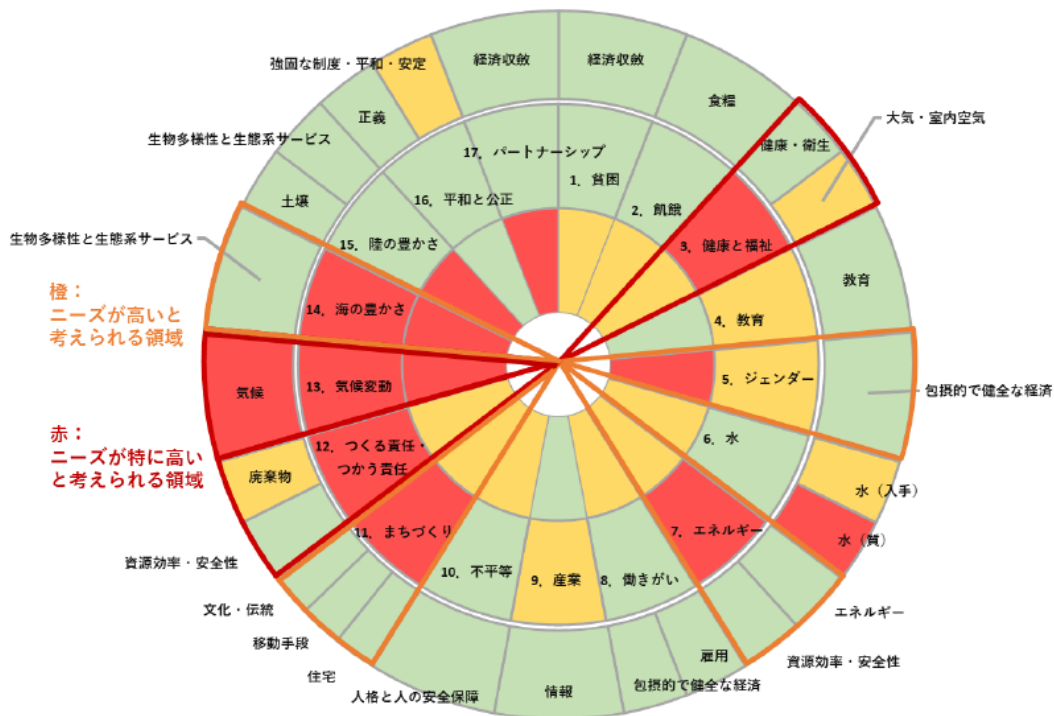 強固な制度・平和・安定
経済収斂
経済収斂
食糧
正義
大気・室内空気
生物多様性と生態系サービス
健康・衛生
17．パートナーシップ
1．貧困
16．平和と公正
2．飢餓
土壌
生物多様性と生態系サービス
15．陸の豊かさ
3．健康と福祉
教育
橙：
ニーズが高いと
考えられる領域
14．海の豊かさ
4．教育
気候
13．気候変動
5．ジェンダー
包摂的で健全な経済
赤：
ニーズが特に高い
と考えられる領域
12．つくる責任・
つかう責任
6．水
廃棄物
水（入手）
11．まちづくり
7．エネルギー
水（質）
資源効率・安全性
10．不平等
9．産業
8．働きがい
文化・伝統
エネルギー
移動手段
住宅
雇用
資源効率・安全性
人格と人の安全保障
情報
包摂的で健全な経済